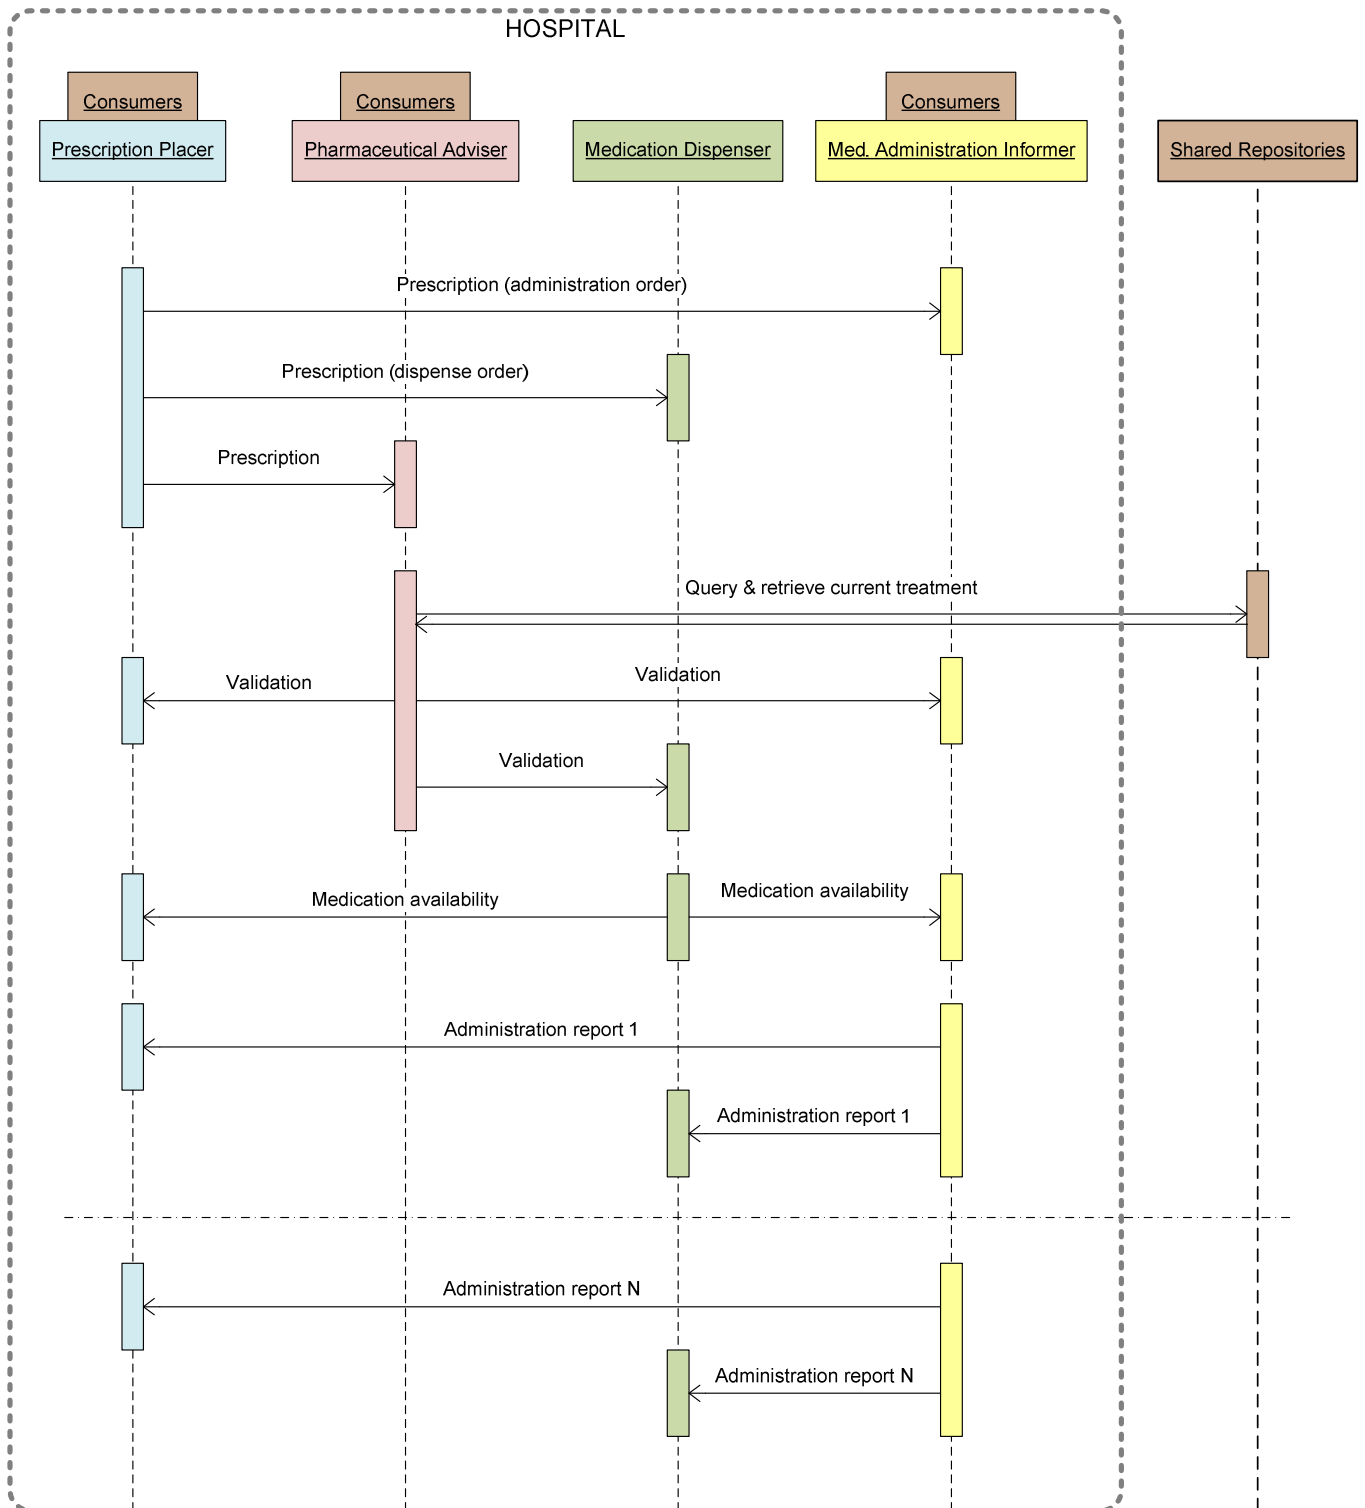 HOSPITAL
Consumers
Consumers
Consumers
Prescription Placer
Pharmaceutical Adviser
Medication Dispenser
Med. Administration Informer
Shared Repositories
Prescription (administration order)
Prescription (dispense order)
Prescription
Query & retrieve current treatment
Validation
Validation
Validation
Medication availability
Medication availability
Administration report 1
Administration report 1
Administration report N
Administration report N